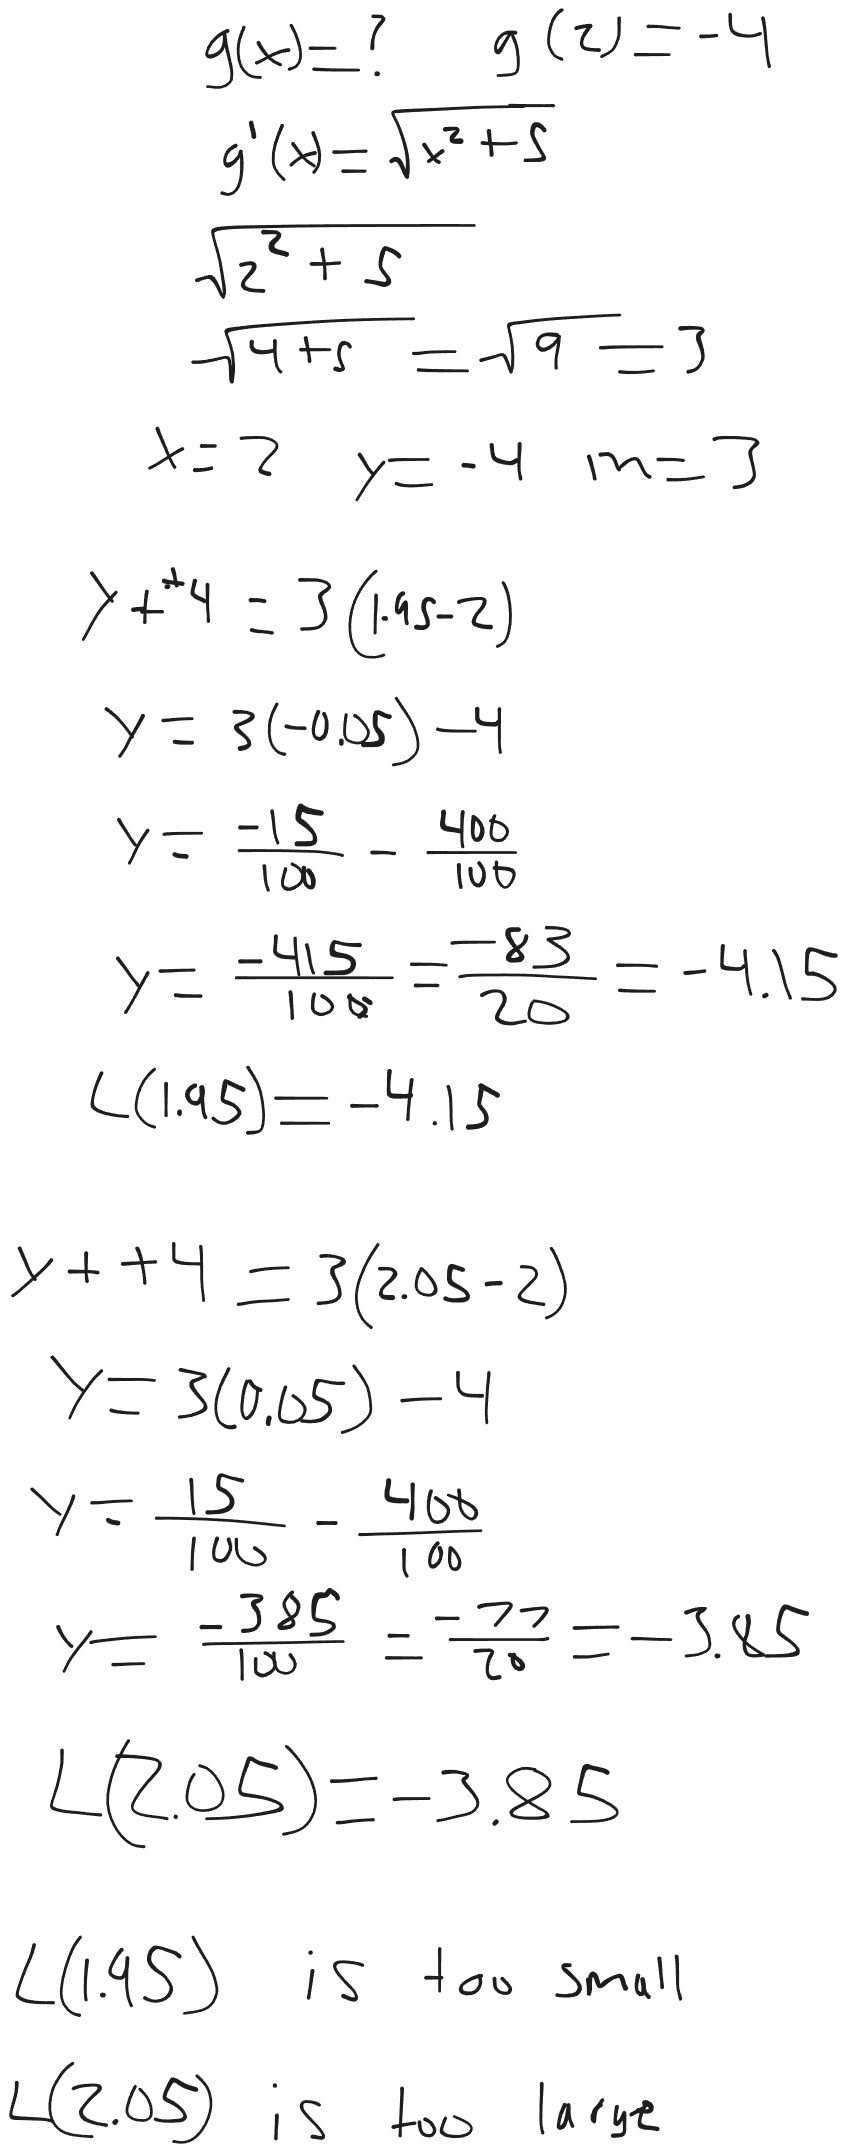 g(x)=? g(2)=-4
g'(x)=√(x²+5)
√(2²+5)
√(4+5)=√9=3
x=2 y=-4 m=3
y++4=3(1.95-2)
y=3(-0.05)-4
y=-15/100-400/100
y=-415/100=-83/20=-4.15
L(1.95)=-4.15
y++4=3(2.05-2)
y=3(0.05)-4
y=15/100-400/100
y=-385/100=-77/20=-3.85
L(2.05)=-3.85
L(1.95) is too small
L(2.05) is too large